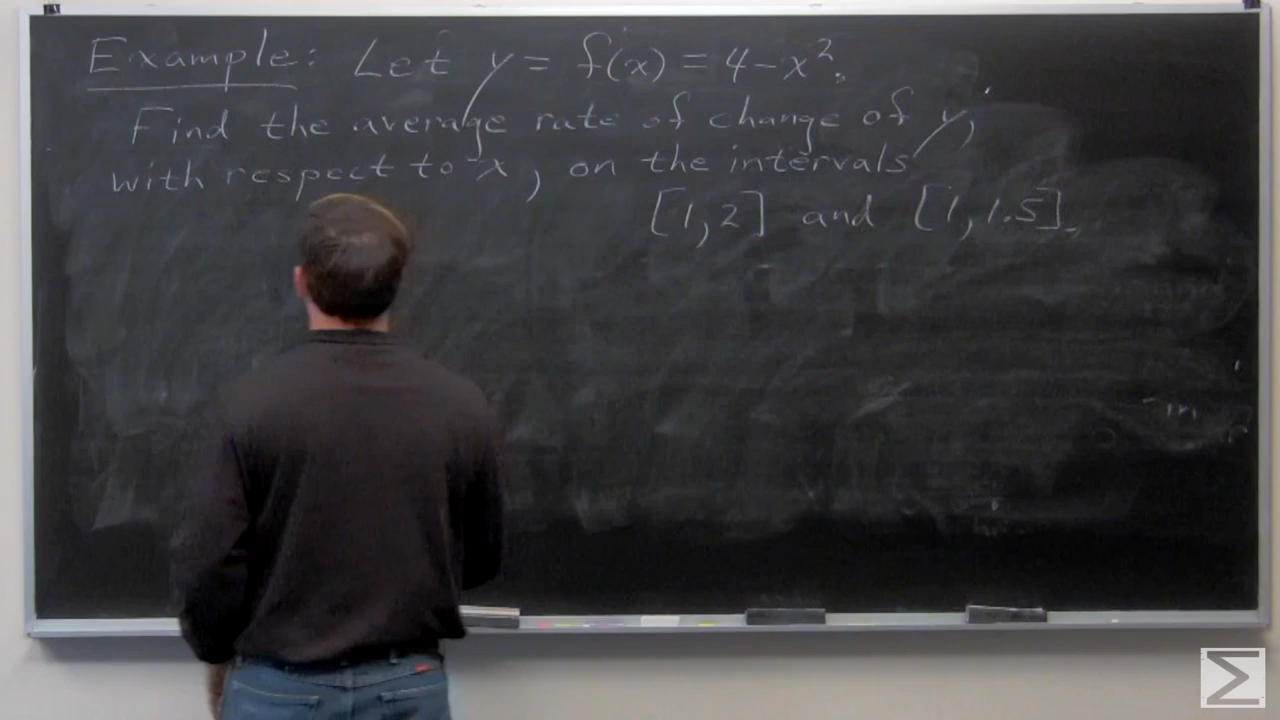 Example: Let y = f(x) = 4-x².
Find the average rate of change of y,
with respect to x, on the intervals
[1,2] and [1,1.5].
Σ